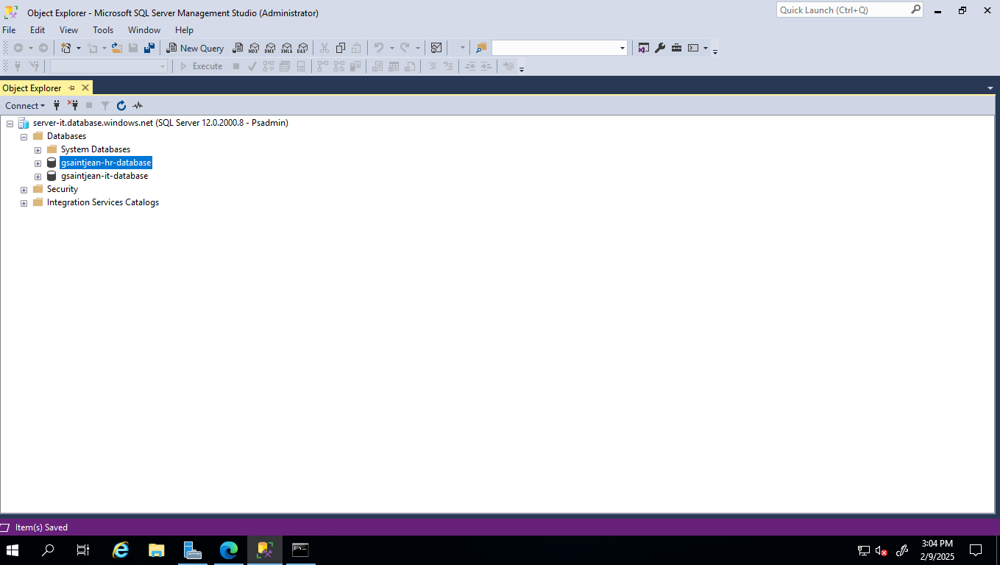 Object Explorer - Microsoft SQL Server Management Studio (Administrator)
Quick Launch (Ctrl+Q)
File Edit View Tools Window Help
New Query MDX DMX XMLA DAX
Execute
Object Explorer
Connect
server-it.database.windows.net (SQL Server 12.0.2000.8 - Psadmin)
Databases
System Databases
gsaintjean-hr-database
gsaintjean-it-database
Security
Integration Services Catalogs
Item(s) Saved
3:04 PM
2/9/2025